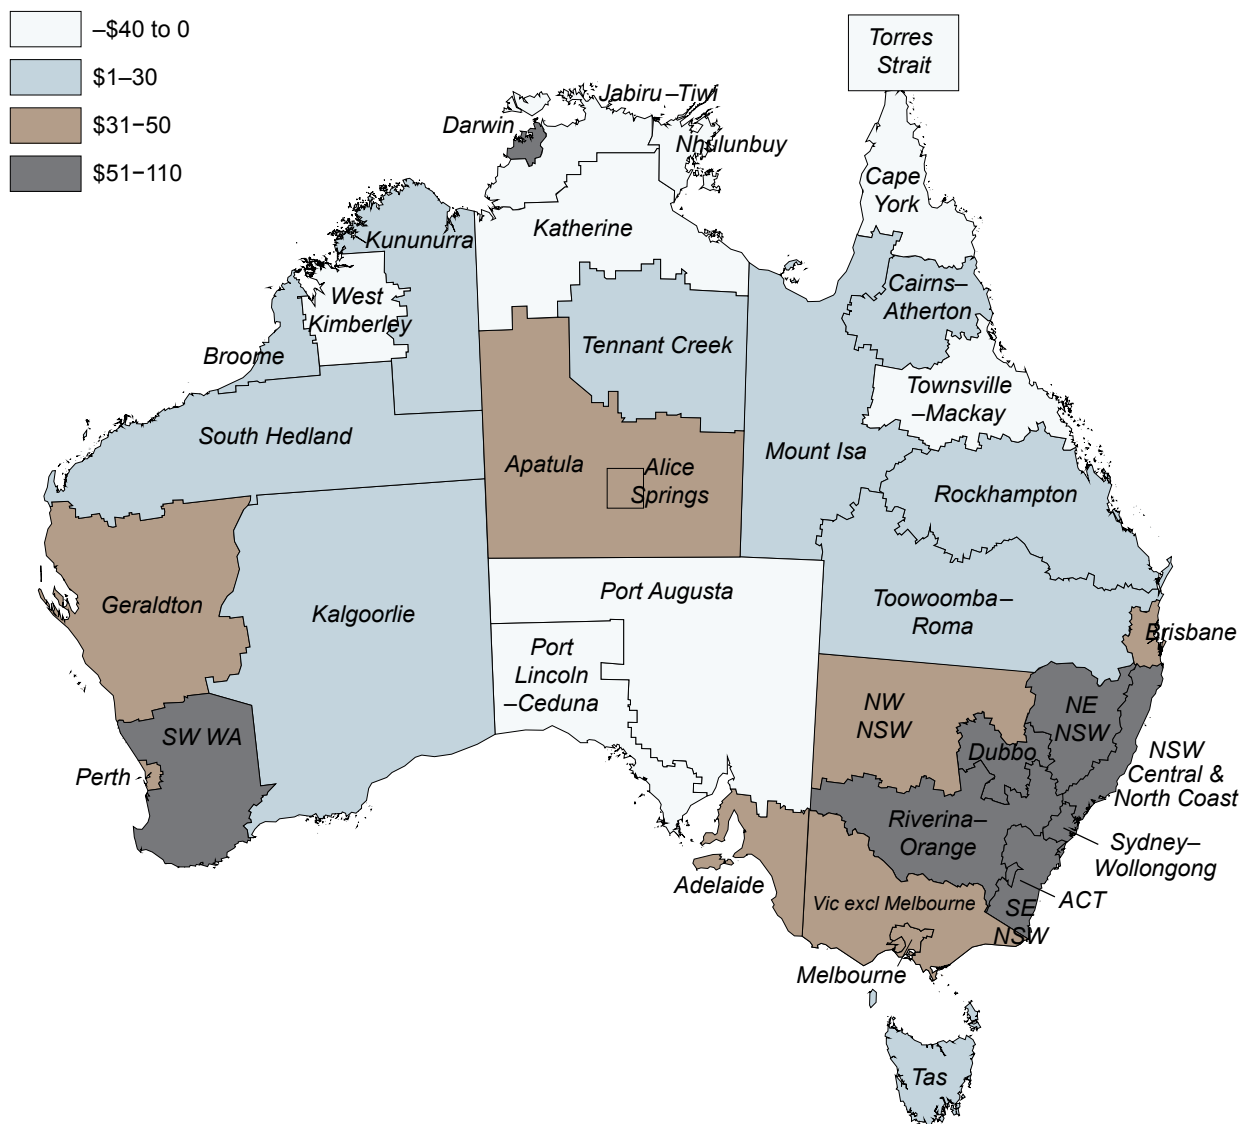 –$40 to 0
$1–30
$31–50
$51–110
Torres
Strait
Jabiru–Tiwi
Darwin
Nhulunbuy
Cape
York
Katherine
Kununurra
West
Kimberley
Cairns–
Atherton
Broome
Tennant Creek
Townsville
–Mackay
South Hedland
Mount Isa
Apatula
Alice
Springs
Rockhampton
Geraldton
Kalgoorlie
Port Augusta
Toowoomba–
Roma
Brisbane
Port
Lincoln
–Ceduna
NW
NSW
NE
NSW
SW WA
Dubbo
NSW
Central &
North Coast
Perth
Riverina–
Orange
Sydney–
Wollongong
Adelaide
Vic excl Melbourne
ACT
SE
NSW
Melbourne
Tas